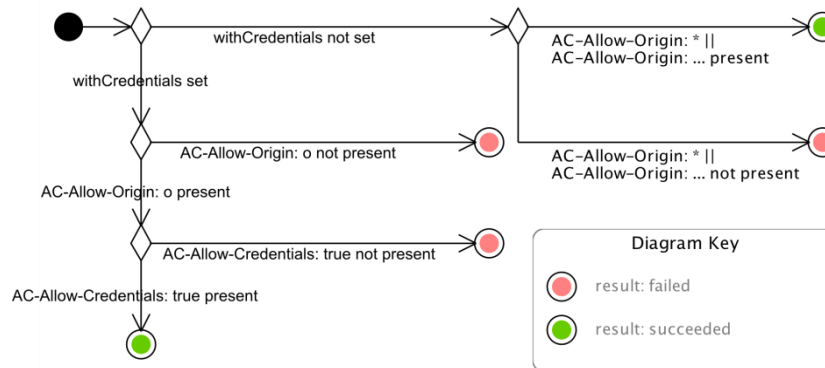 withCredentials not set
AC-Allow-Origin: * ||
AC-Allow-Origin: ... present
withCredentials set
AC-Allow-Origin: o not present
AC-Allow-Origin: * ||
AC-Allow-Origin: ... not present
AC-Allow-Origin: o present
AC-Allow-Credentials: true not present
AC-Allow-Credentials: true present
Diagram Key
result: failed
result: succeeded